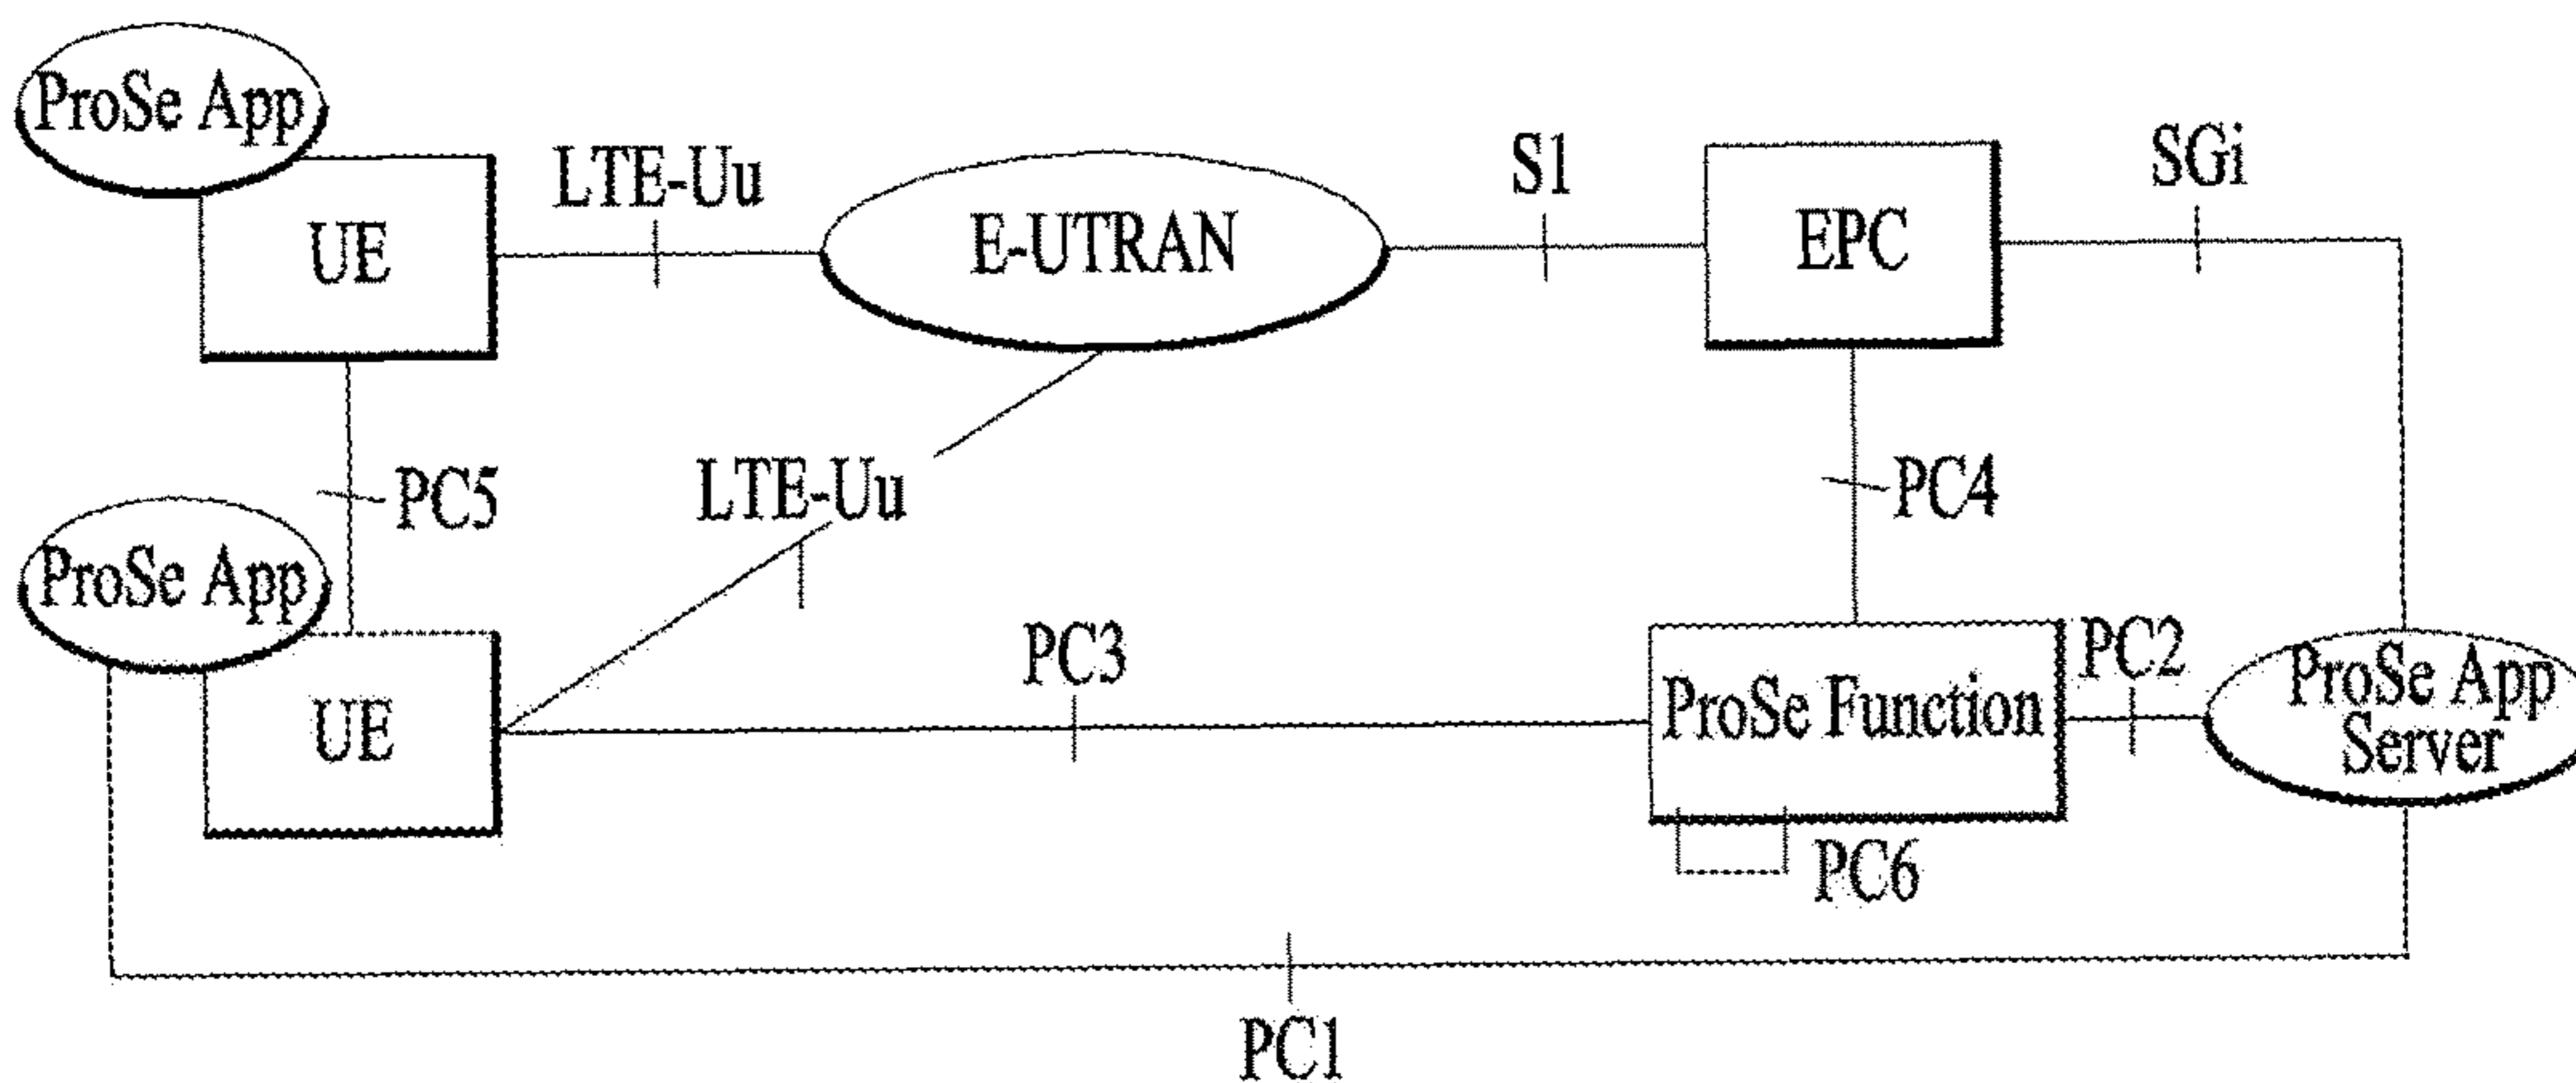 ProSe App
UE
LTE-Uu
E-UTRAN
S1
EPC
SGi
PC5
LTE-Uu
PC4
ProSe App
UE
PC3
ProSe Function
PC2
ProSe App
Server
PC6
PC1